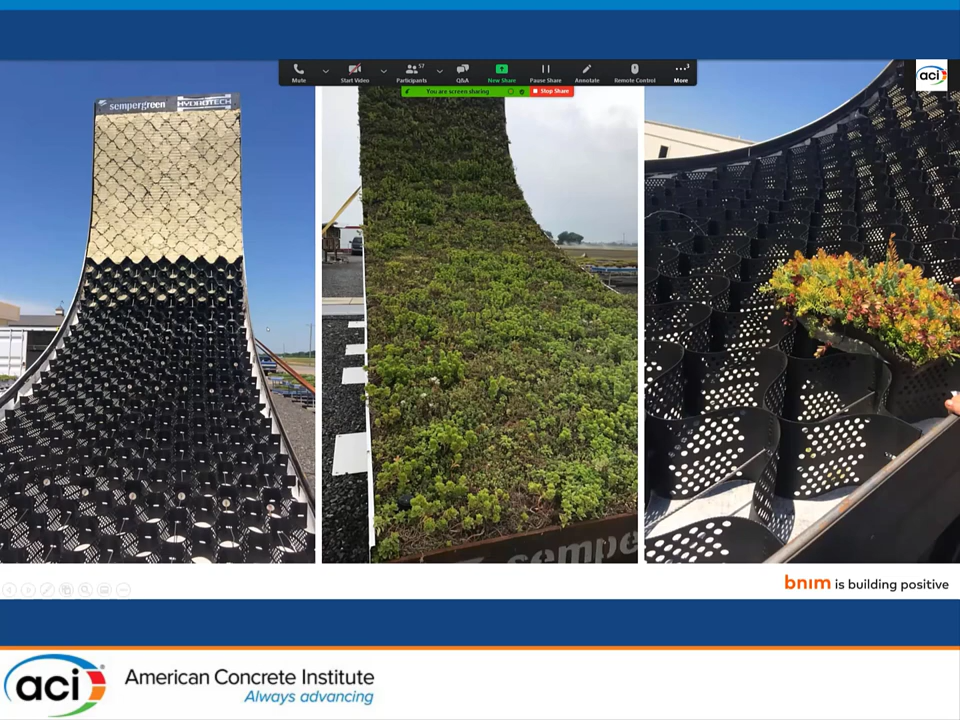 Mute
Start Video
Participants
57
Q&A
New Share
Pause Share
Annotate
Remote Control
More
3
You are screen sharing
Stop Share
aci
sempergreen
HYDROTECH
sempe
bnim is building positive
aci
American Concrete Institute
Always advancing